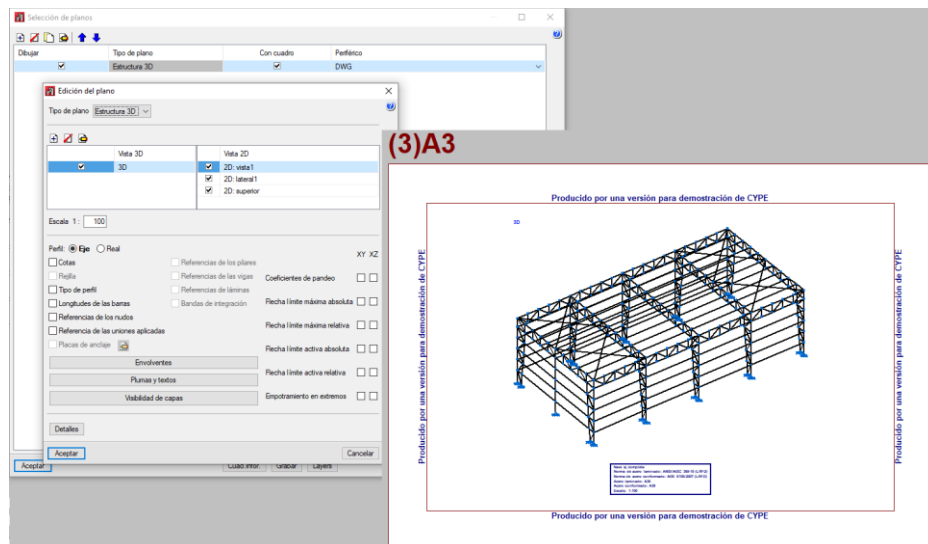 Selección de planos
Dibujar Tipo de plano Con cuadro Periférico
Estructura 3D DWG
Edición del plano
Tipo de plano Estructura 3D
Vista 3D Vista 2D
3D 2D: vista1
2D: lateral1
2D: superior
Escala 1 : 100
Perfil: Eje Real
XY XZ
Cotas Referencias de los pilares
Rejilla Referencias de las vigas Coeficientes de pandeo
Tipo de perfil Referencias de láminas
Longitudes de las barras Bandas de integración Flecha límite máxima absoluta
Referencias de los nudos
Referencia de las uniones aplicadas Flecha límite máxima relativa
Placas de anclaje Flecha límite activa absoluta
Envolventes
Plumas y textos Flecha límite activa relativa
Visibilidad de capas Empotramiento en extremos
Detalles
Aceptar Cancelar
Aceptar Cuad.infor. Grabar Layers
(3)A3
Producido por una versión para demostración de CYPE
3D
Producido por una versión para demostración de CYPE
Producido por una versión para demostración de CYPE
Escala: 1:100
Producido por una versión para demostración de CYPE